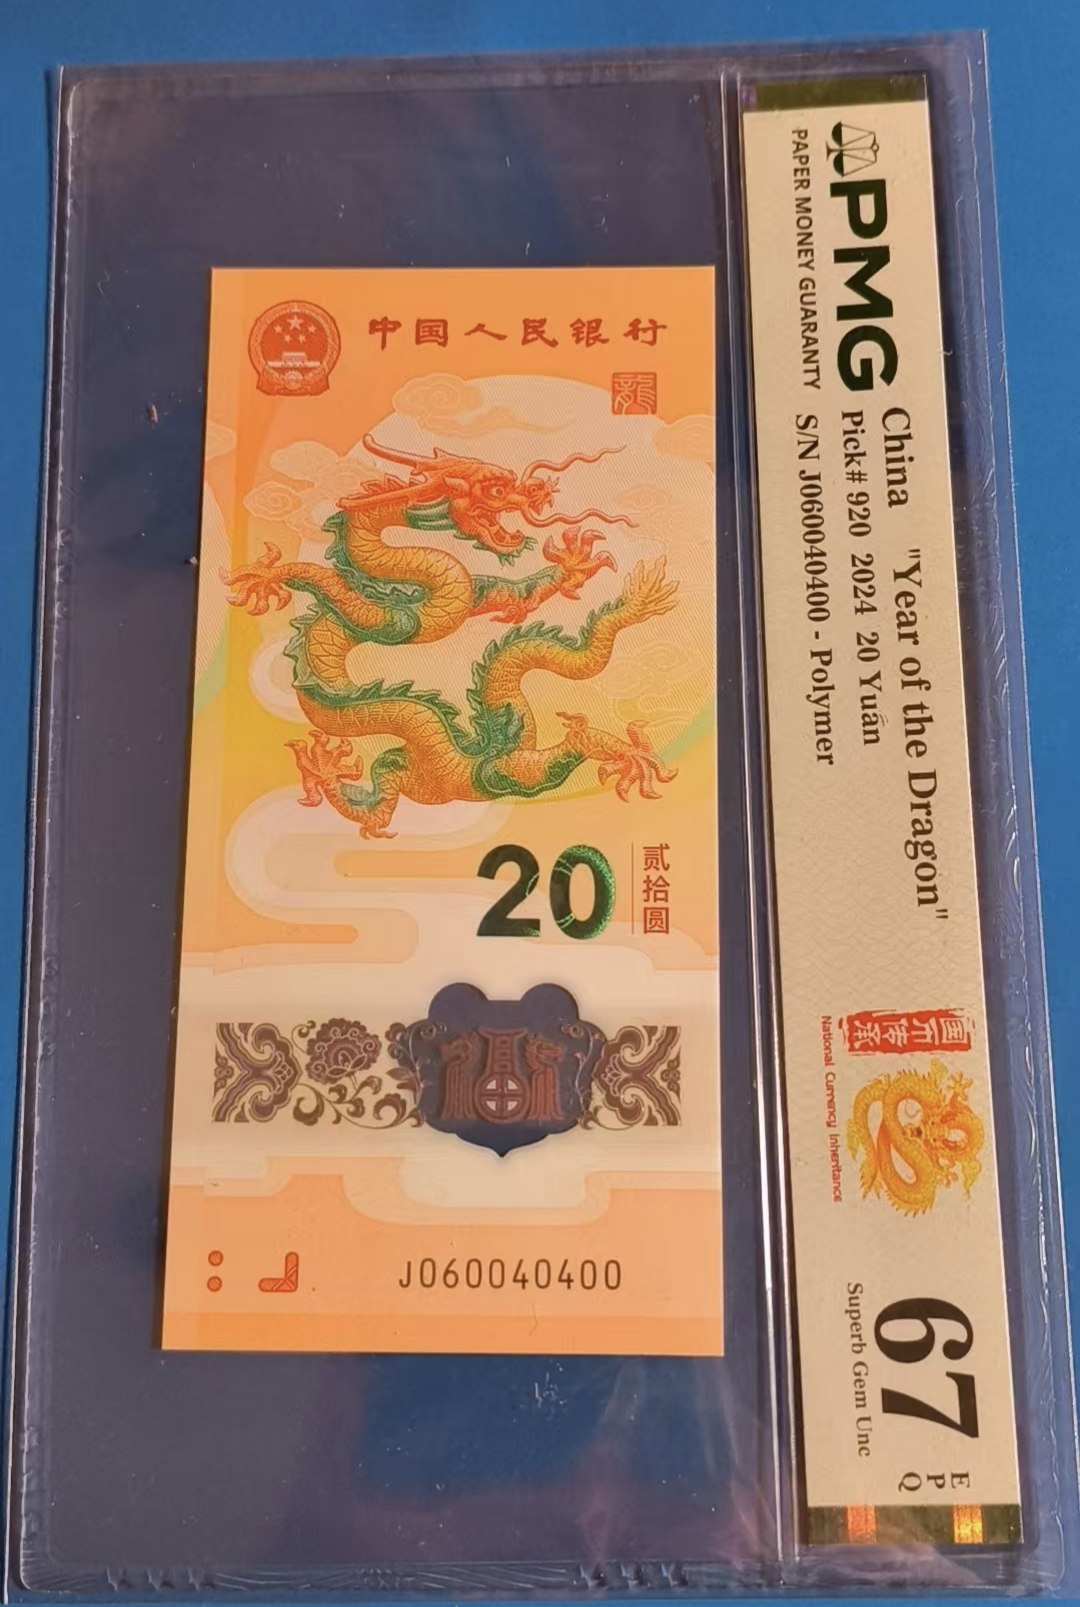 中国人民银行
龍
20
贰拾圆
J060040400
PMG
PAPER MONEY GUARANTY
China "Year of the Dragon"
Pick# 920 2024 20 Yuan
S/N J060040400 - Polymer
国币传承
National Currency Inheritance
67
EPQ
Superb Gem Unc